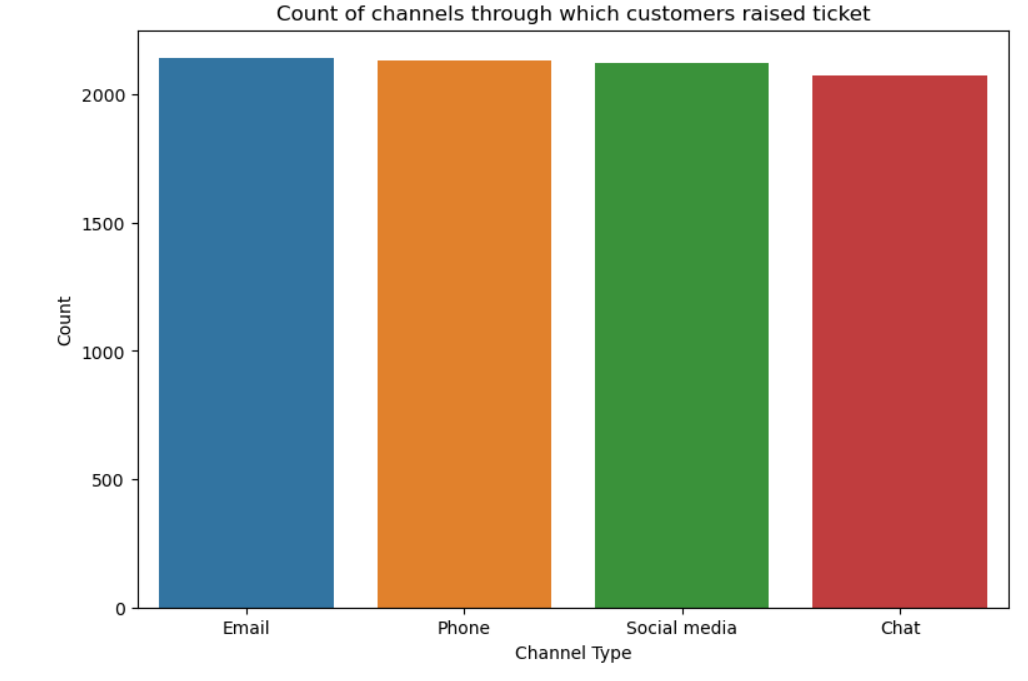 Count of channels through which customers raised ticket
2000
1500
1000
500
0
Count
Email
Phone
Social media
Chat
Channel Type